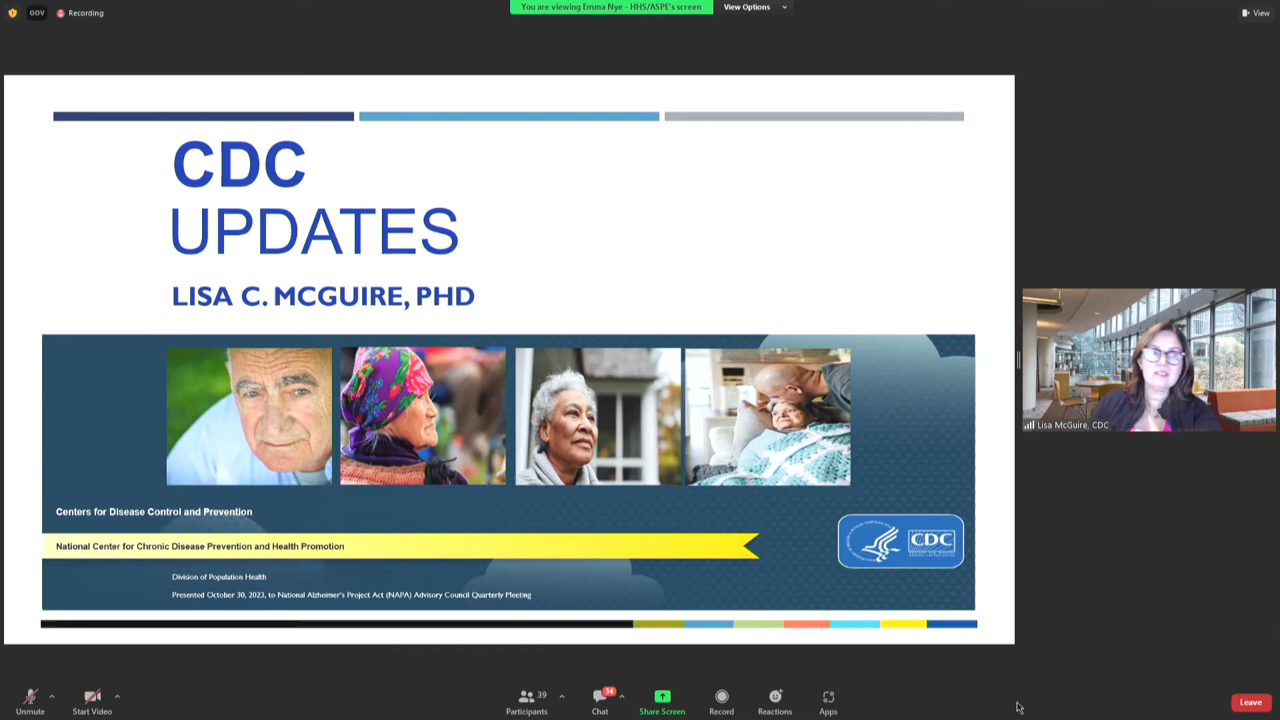 GOV
Recording
You are viewing Emma Nye - HHS/ASPE's screen
View Options
View
CDC
UPDATES
LISA C. MCGUIRE, PHD
Centers for Disease Control and Prevention
National Center for Chronic Disease Prevention and Health Promotion
CDC
Division of Population Health
Presented October 30, 2023, to National Alzheimer's Project Act (NAPA) Advisory Council Quarterly Meeting
Lisa McGuire, CDC
Unmute
Start Video
39
Participants
34
Chat
Share Screen
Record
Reactions
Apps
Leave